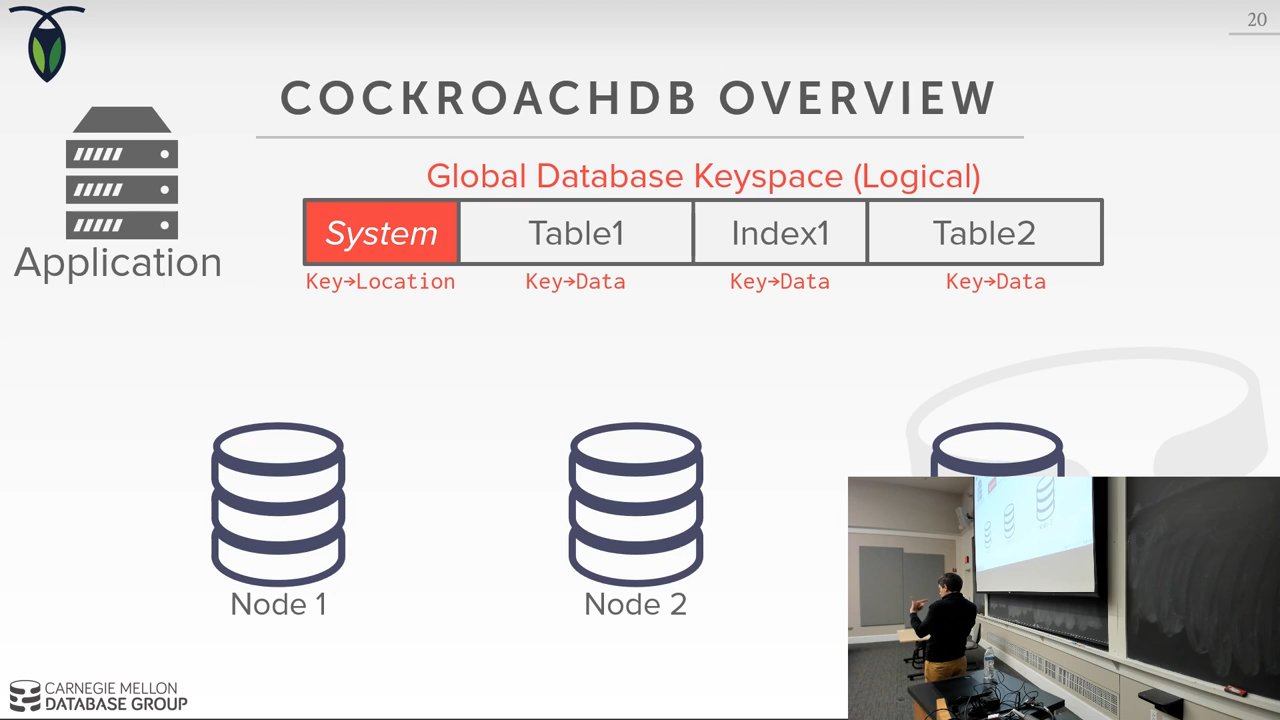 20
COCKROACHDB OVERVIEW
Application
Global Database Keyspace (Logical)
System Table1 Index1 Table2
Key→Location Key→Data Key→Data Key→Data
Node 1 Node 2
CARNEGIE MELLON
DATABASE GROUP